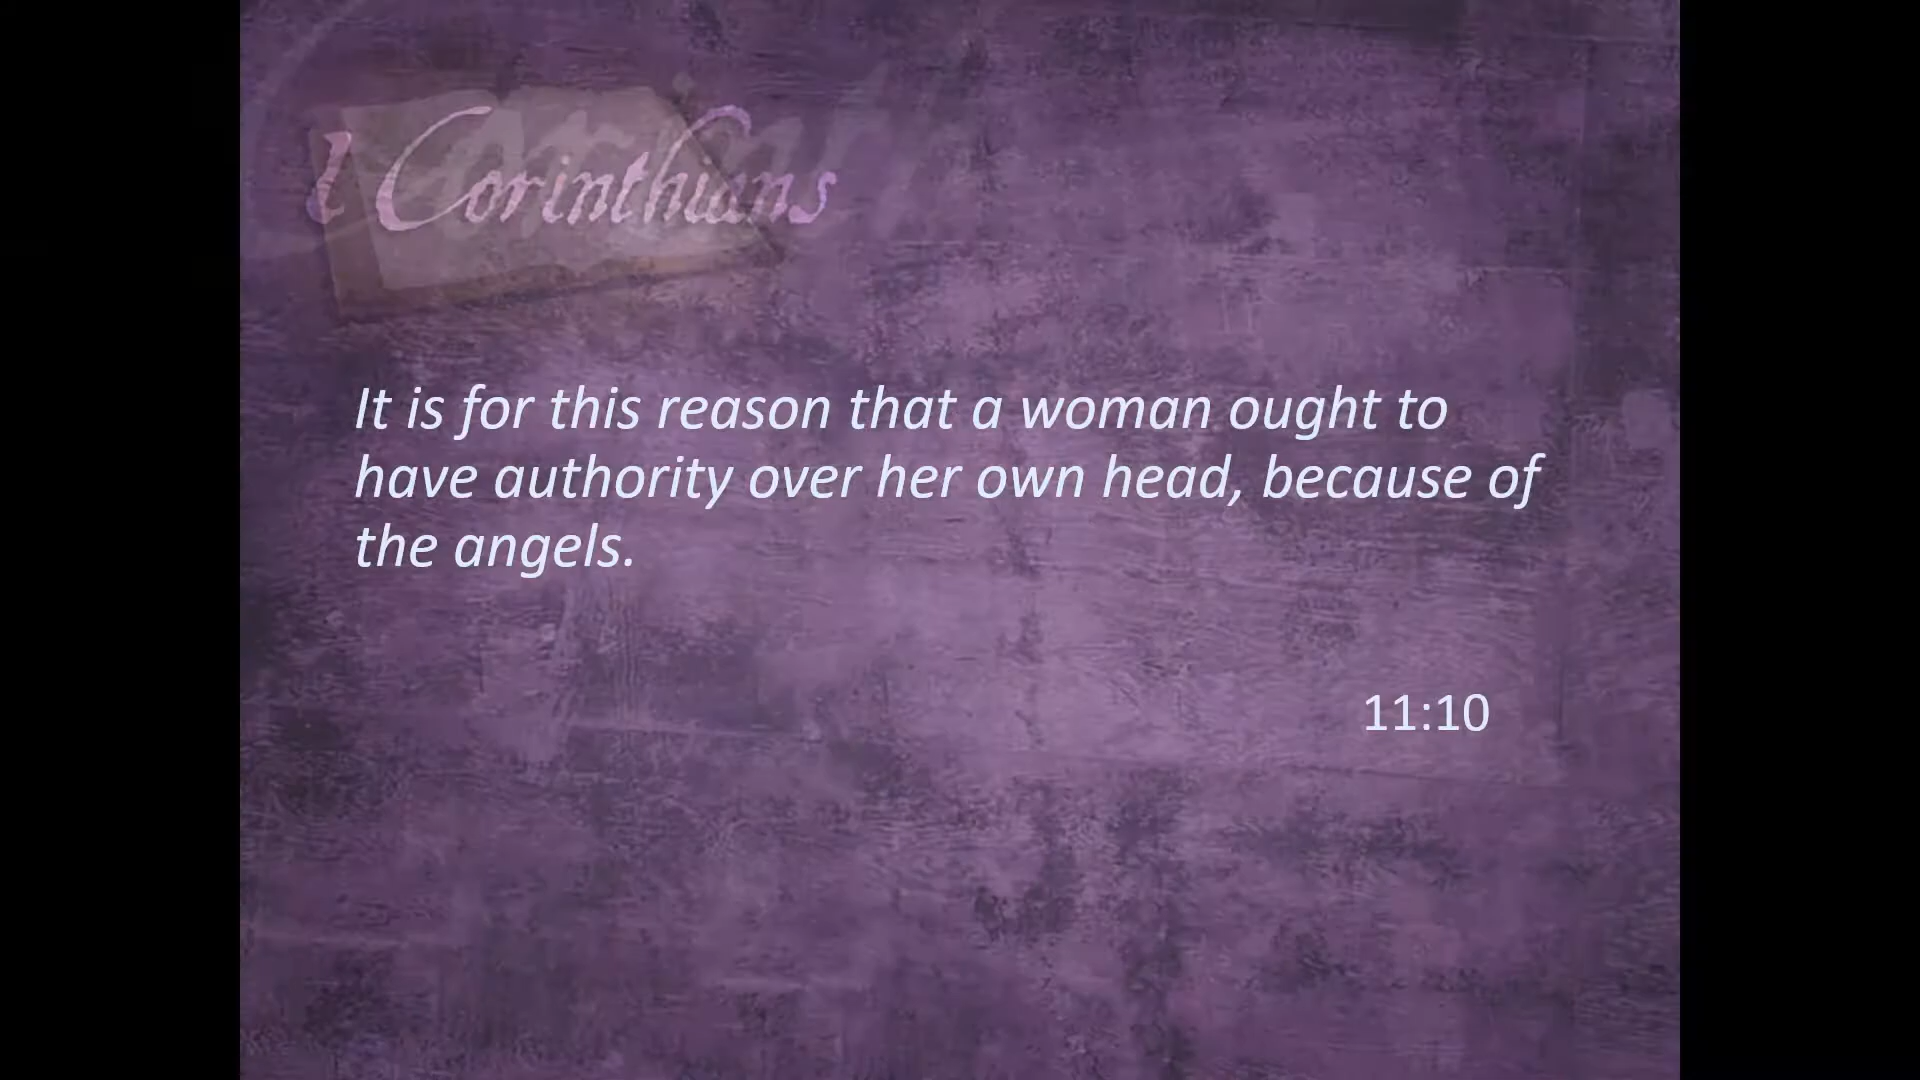 1 Corinthians
It is for this reason that a woman ought to
have authority over her own head, because of
the angels.
11:10